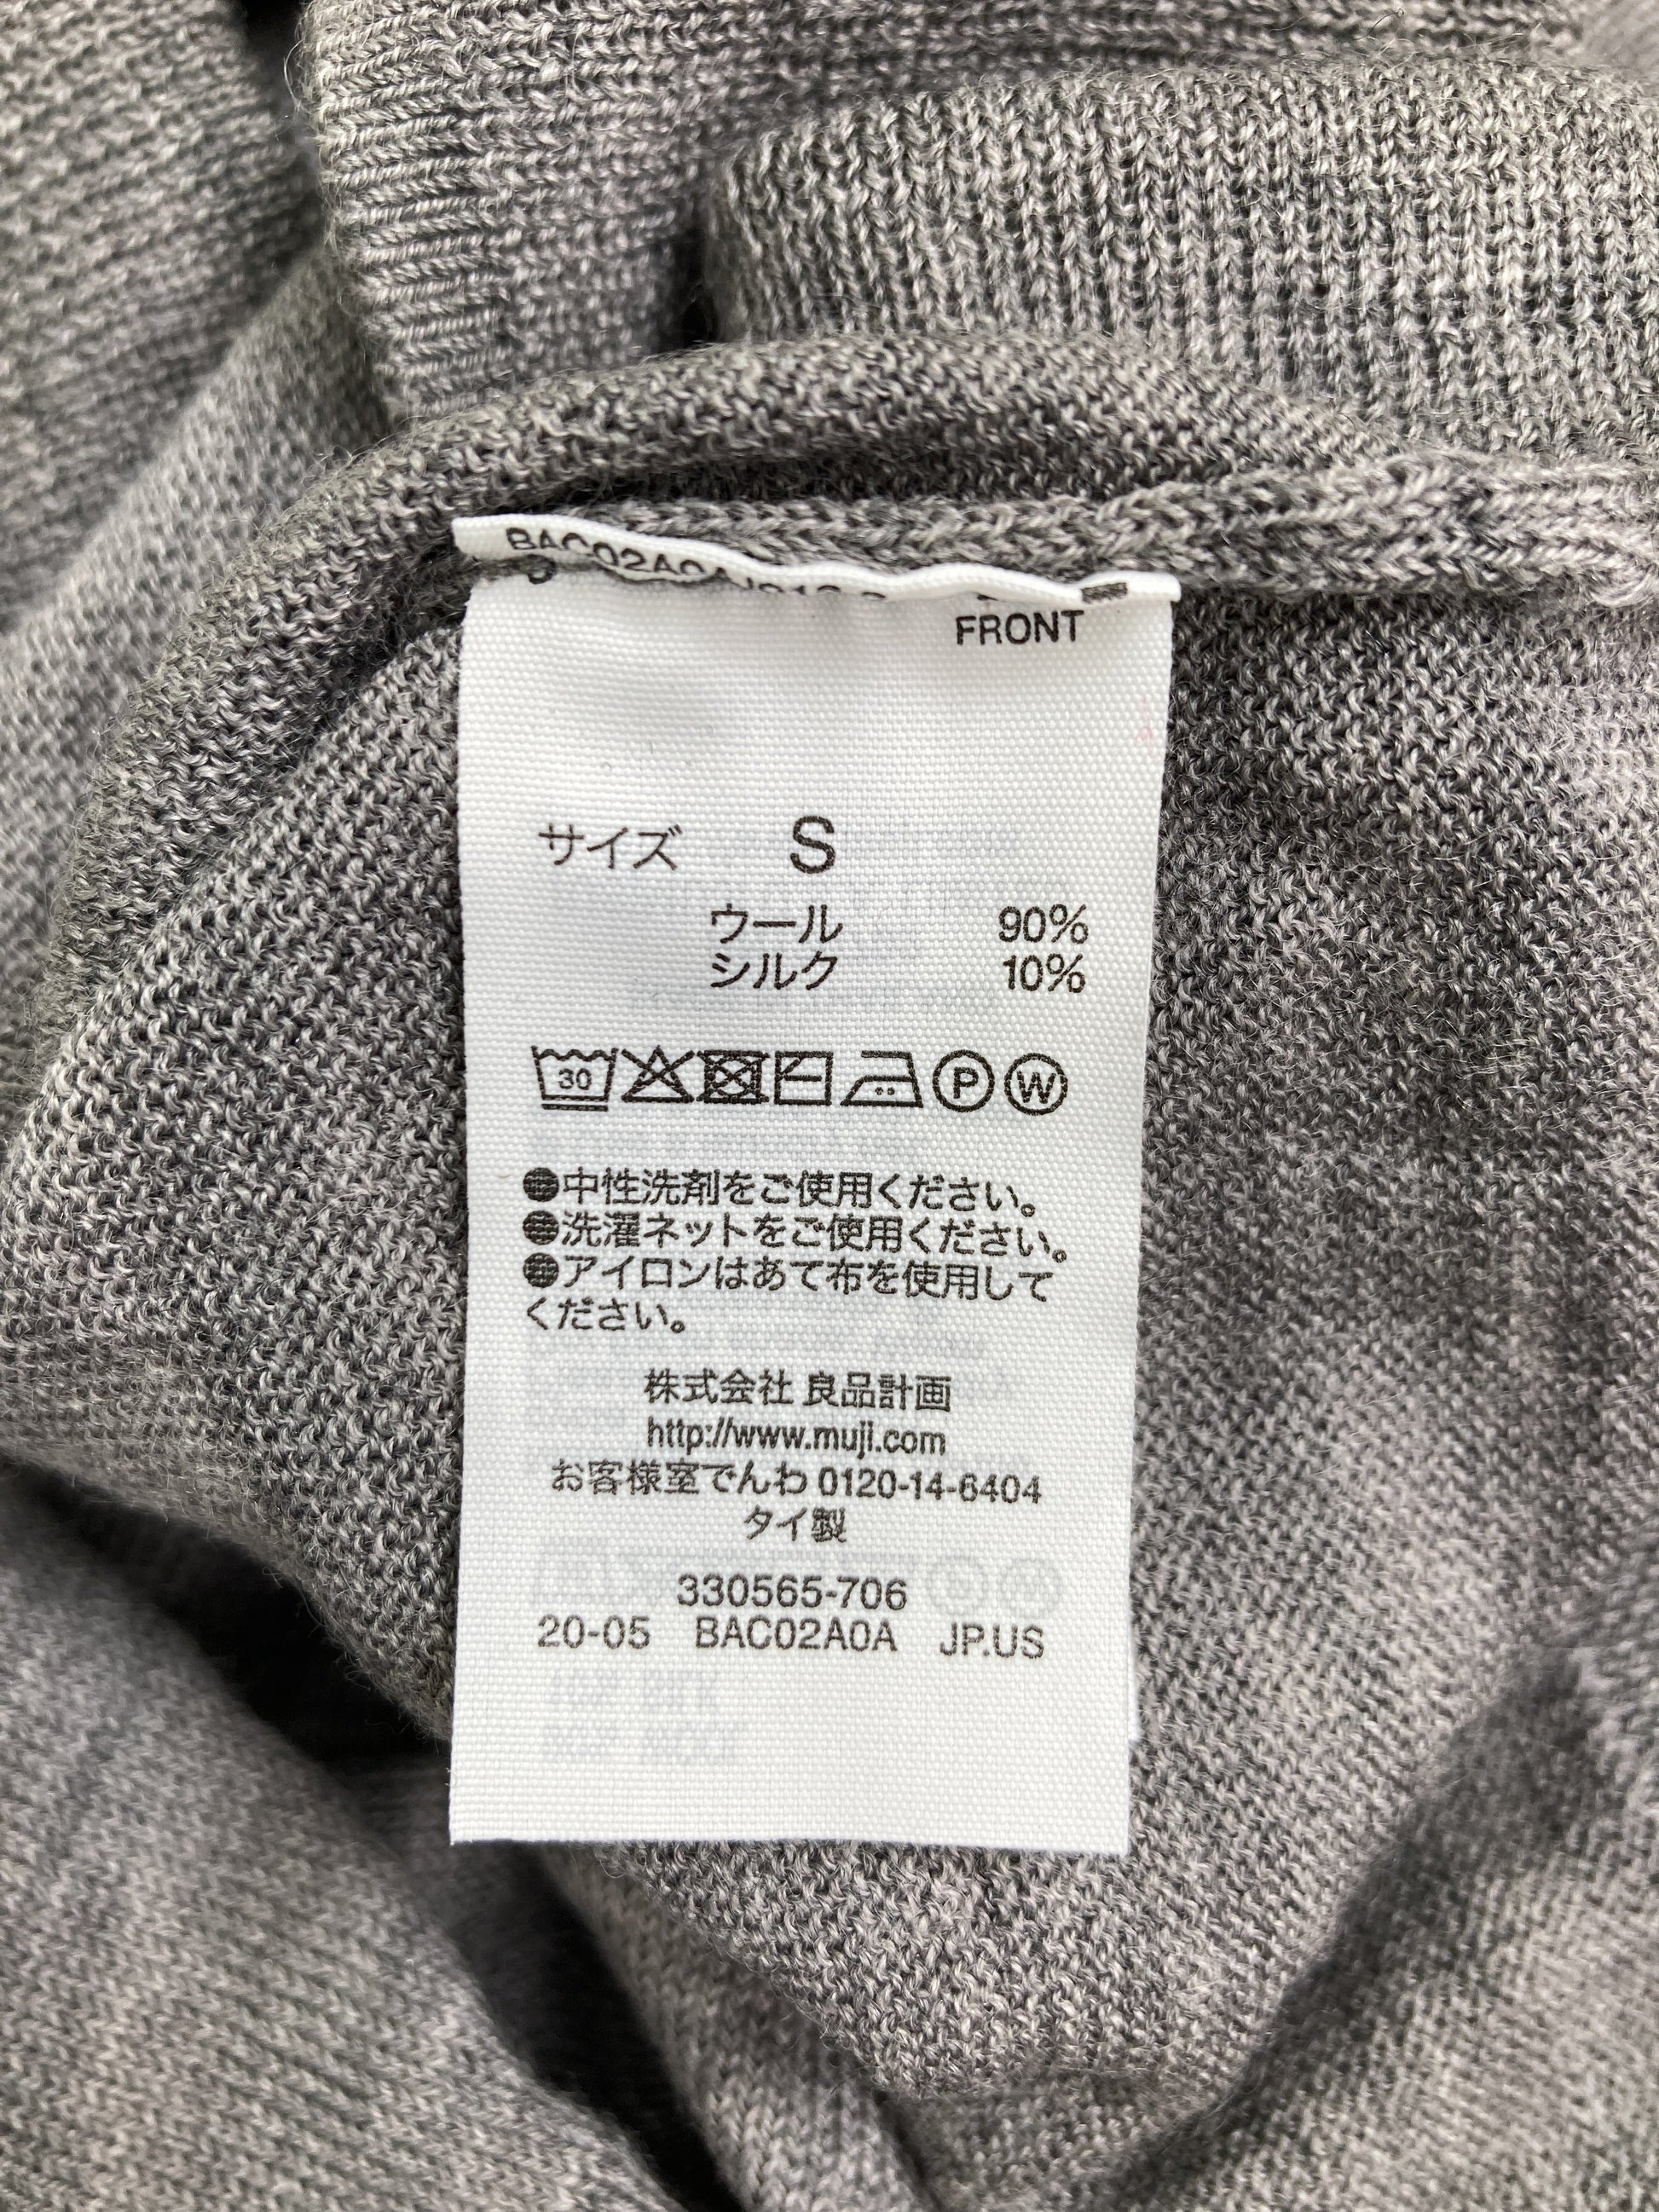 FRONT
サイズ S
ウール 90%
シルク 10%
30
P W
●中性洗剤をご使用ください。
●洗濯ネットをご使用ください。
●アイロンはあて布を使用して
ください。
株式会社 良品計画
http://www.muji.com
お客様室でんわ 0120-14-6404
タイ製
330565-706
20-05 BAC02A0A JP.US